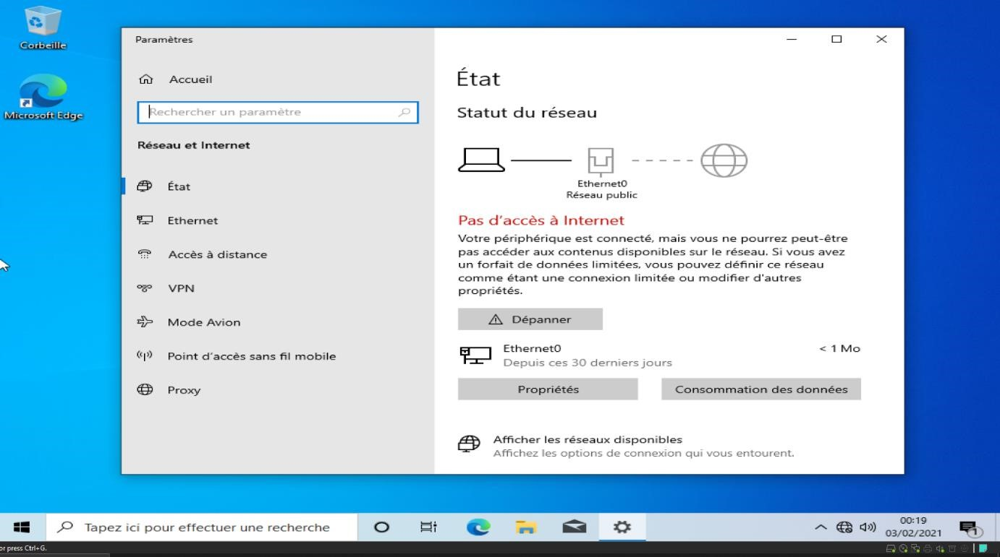 Corbeille
Microsoft Edge
Paramètres
Accueil
Rechercher un paramètre
Réseau et Internet
État
Ethernet
Accès à distance
VPN
Mode Avion
Point d'accès sans fil mobile
Proxy
État
Statut du réseau
Ethernet0
Réseau public
Pas d'accès à Internet
Votre périphérique est connecté, mais vous ne pourrez peut-être
pas accéder aux contenus disponibles sur le réseau. Si vous avez
un forfait de données limitées, vous pouvez définir ce réseau
comme étant une connexion limitée ou modifier d'autres
propriétés.
Dépanner
Ethernet0
< 1 Mo
Depuis ces 30 derniers jours
Propriétés
Consommation des données
Afficher les réseaux disponibles
Affichez les options de connexion qui vous entourent.
Tapez ici pour effectuer une recherche
00:19
03/02/2021
1
or press Ctrl+G.